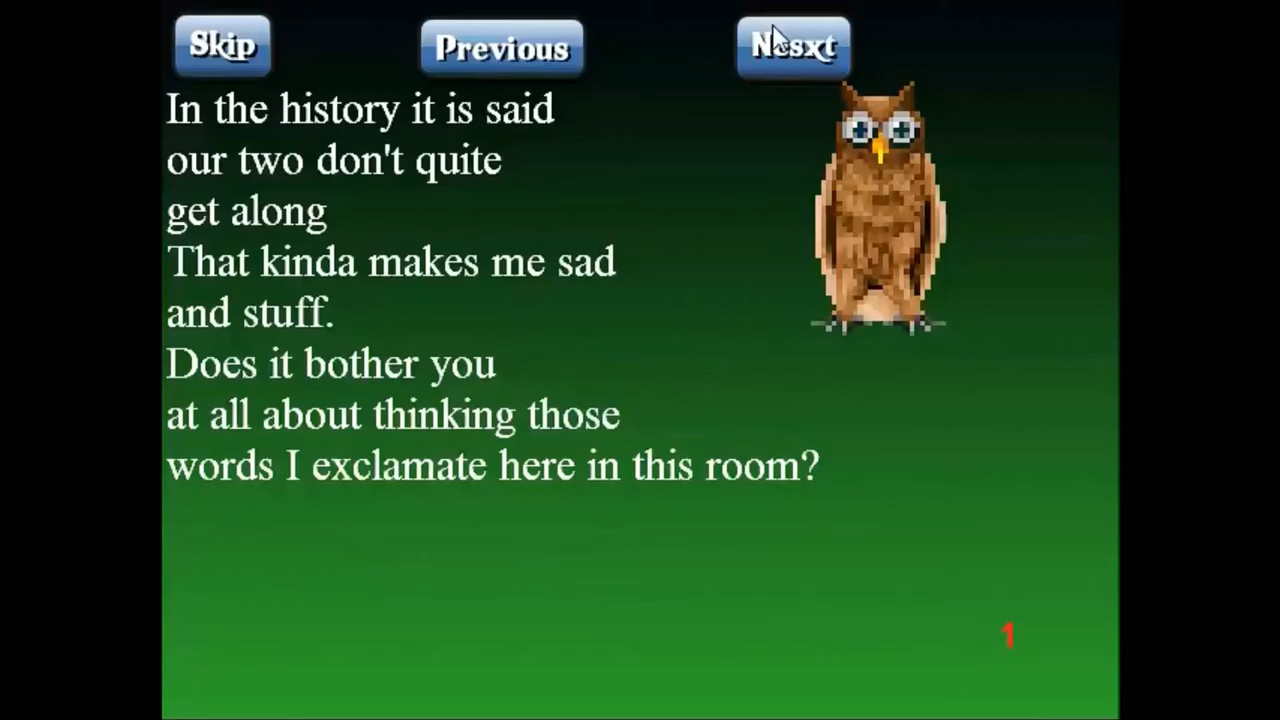 Skip
Previous
Nesxt
In the history it is said
our two don't quite
get along
That kinda makes me sad
and stuff.
Does it bother you
at all about thinking those
words I exclamate here in this room?
1